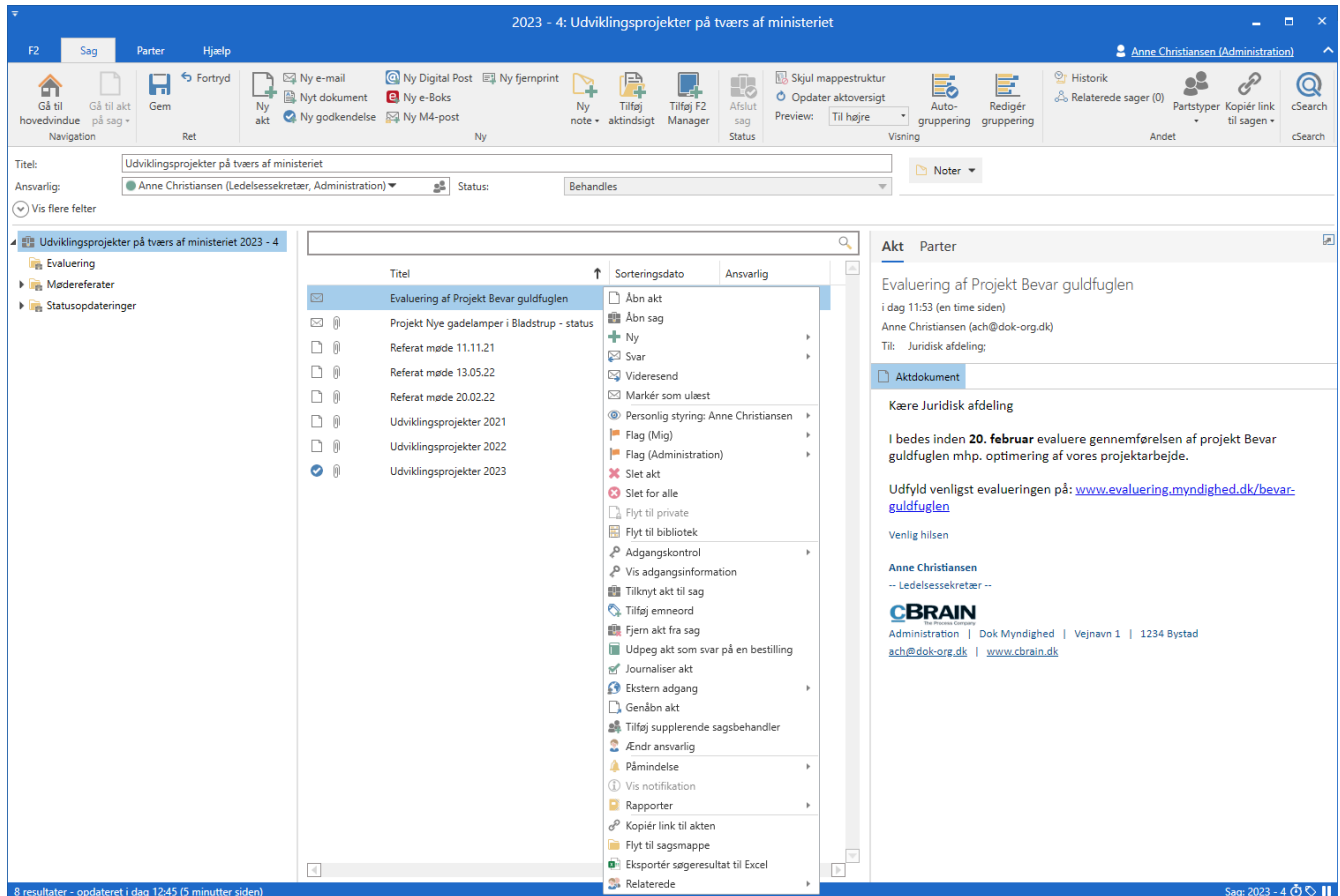 2023 - 4: Udviklingsprojekter på tværs af ministeriet
F2 Sag Parter Hjælp Anne Christiansen (Administration)
Gå til hovedvindue
Gå til akt på sag
Navigation
Gem
Fortryd
Ret
Ny akt
Ny e-mail
Nyt dokument
Ny godkendelse
Ny Digital Post
Ny e-Boks
Ny M4-post
Ny fjernprint
Ny note
Tilføj aktindsigt
Tilføj F2 Manager
Ny
Afslut sag
Status
Skjul mappestruktur
Opdater aktoversigt
Preview: Til højre
Auto-gruppering
Redigér gruppering
Visning
Historik
Relaterede sager (0)
Partstyper
Kopiér link til sagen
Andet
cSearch
cSearch
Titel: Udviklingsprojekter på tværs af ministeriet
Noter
Ansvarlig: Anne Christiansen (Ledelsessekretær, Administration) Status: Behandles
Vis flere felter
Udviklingsprojekter på tværs af ministeriet 2023 - 4
Evaluering
Mødereferater
Statusopdateringer
Titel Sorteringsdato Ansvarlig
Evaluering af Projekt Bevar guldfuglen
Projekt Nye gadelamper i Bladstrup - status
Referat møde 11.11.21
Referat møde 13.05.22
Referat møde 20.02.22
Udviklingsprojekter 2021
Udviklingsprojekter 2022
Udviklingsprojekter 2023
Åbn akt
Åbn sag
Ny
Svar
Videresend
Markér som ulæst
Personlig styring: Anne Christiansen
Flag (Mig)
Flag (Administration)
Slet akt
Slet for alle
Flyt til private
Flyt til bibliotek
Adgangskontrol
Vis adgangsinformation
Tilknyt akt til sag
Tilføj emneord
Fjern akt fra sag
Udpeg akt som svar på en bestilling
Journaliser akt
Ekstern adgang
Genåbn akt
Tilføj supplerende sagsbehandler
Ændr ansvarlig
Påmindelse
Vis notifikation
Rapporter
Kopiér link til akten
Flyt til sagsmappe
Eksportér søgeresultat til Excel
Relaterede
Akt Parter
Evaluering af Projekt Bevar guldfuglen
i dag 11:53 (en time siden)
Anne Christiansen (ach@dok-org.dk)
Til: Juridisk afdeling;
Aktdokument
Kære Juridisk afdeling
I bedes inden 20. februar evaluere gennemførelsen af projekt Bevar
guldfuglen mhp. optimering af vores projektarbejde.
Udfyld venligst evalueringen på: www.evaluering.myndighed.dk/bevar-
guldfuglen
Venlig hilsen
Anne Christiansen
-- Ledelsessekretær --
CBRAIN
The Process Company
Administration | Dok Myndighed | Vejnavn 1 | 1234 Bystad
ach@dok-org.dk | www.cbrain.dk
8 resultater - opdateret i dag 12:45 (5 minutter siden) Sag: 2023 - 4